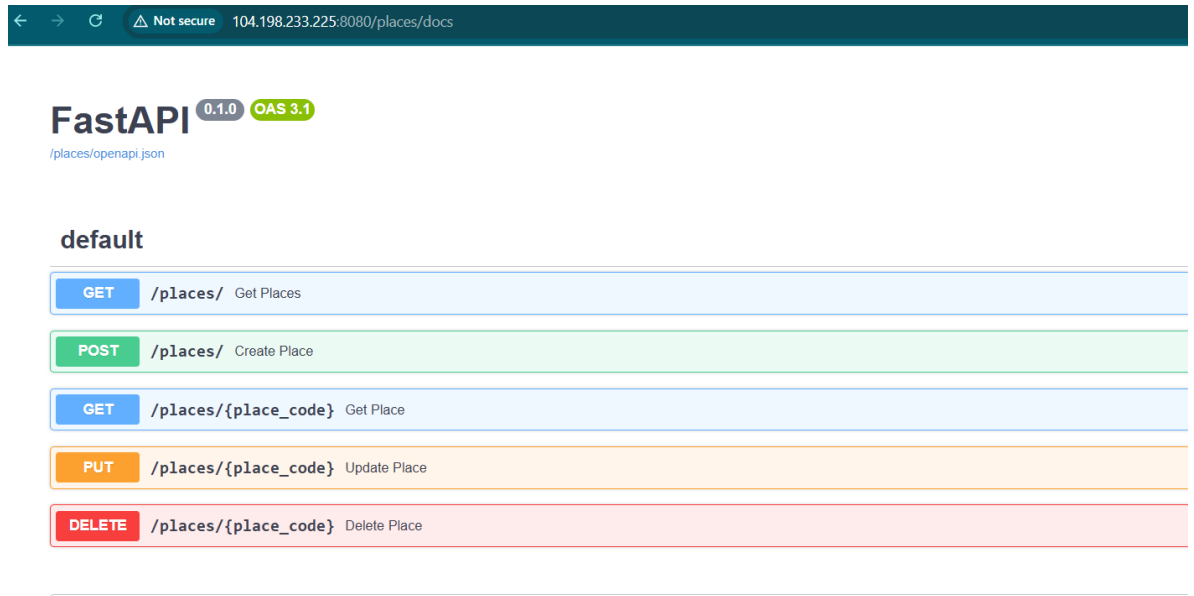 Not secure 104.198.233.225:8080/places/docs
FastAPI 0.1.0 OAS 3.1
/places/openapi.json
default
GET /places/ Get Places
POST /places/ Create Place
GET /places/{place_code} Get Place
PUT /places/{place_code} Update Place
DELETE /places/{place_code} Delete Place